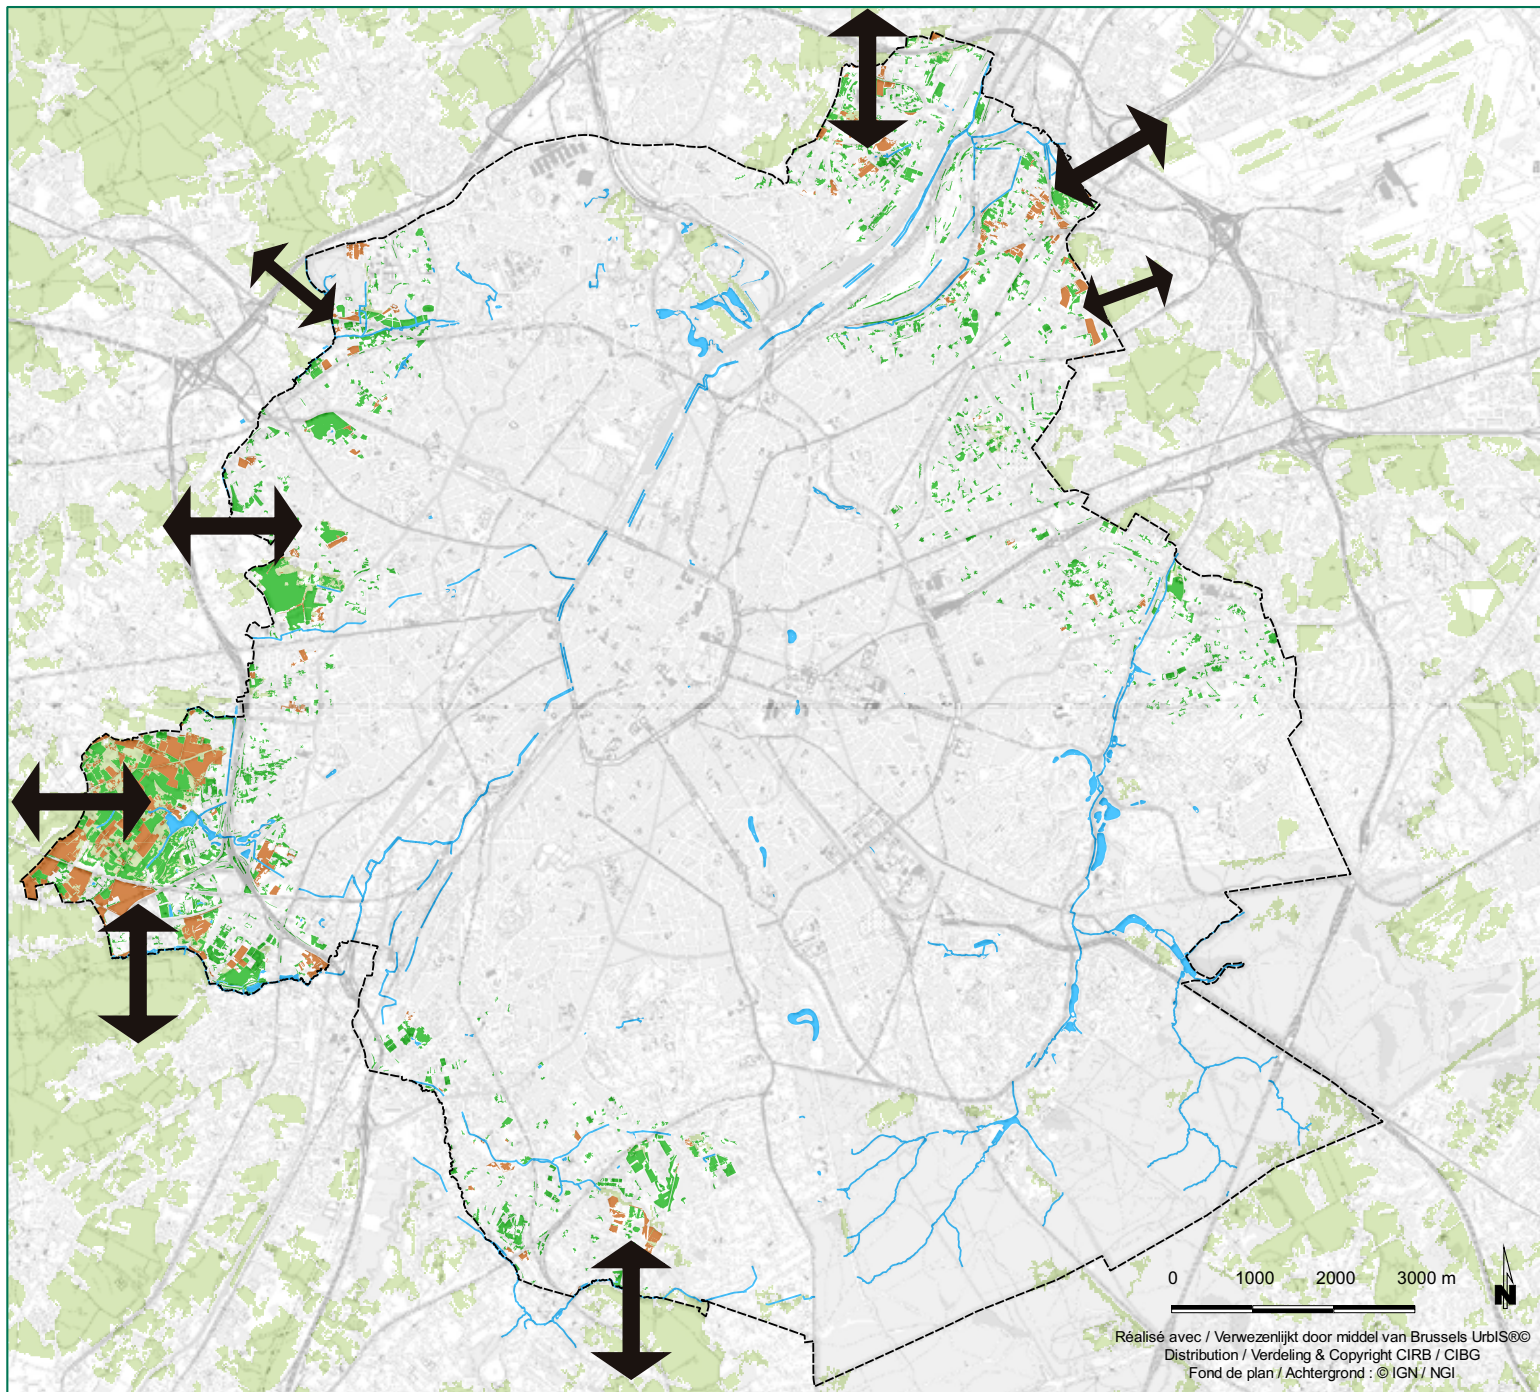 0 1000 2000 3000 m
N
Réalisé avec / Verwezenlijkt door middel van Brussels UrbIS®©
Distribution / Verdeling & Copyright CIRB / CIBG
Fond de plan / Achtergrond : © IGN / NGI